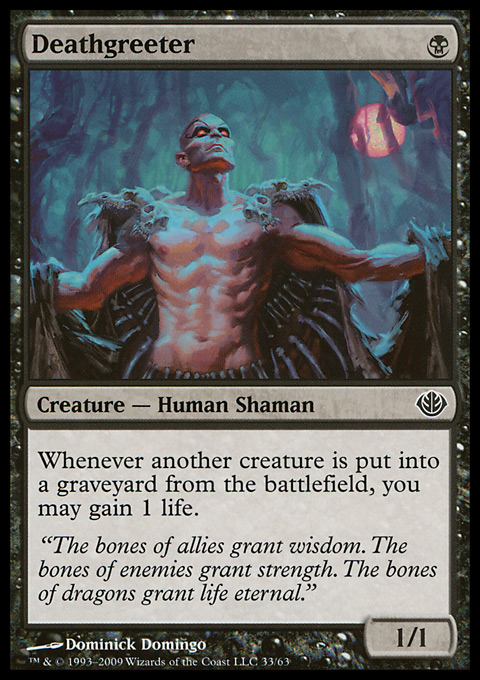 Deathgreeter
Creature — Human Shaman
Whenever another creature is put into
a graveyard from the battlefield, you
may gain 1 life.
“The bones of allies grant wisdom. The
bones of enemies grant strength. The bones
of dragons grant life eternal.”
1/1
Dominick Domingo
™ & © 1993–2009 Wizards of the Coast LLC 33/63